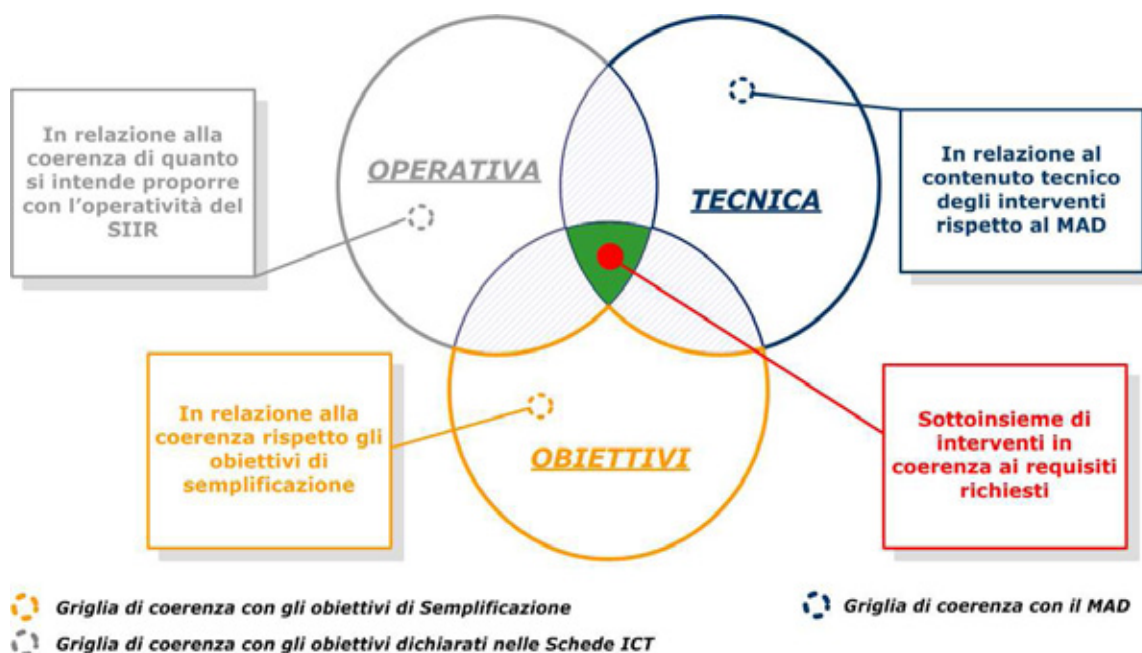 In relazione alla
coerenza di quanto
si intende proporre
con l'operatività del
SIIR
OPERATIVA
TECNICA
In relazione al
contenuto tecnico
degli interventi
rispetto al MAD
In relazione alla
coerenza rispetto gli
obiettivi di
semplificazione
OBIETTIVI
Sottoinsieme di
interventi in
coerenza ai requisiti
richiesti
Griglia di coerenza con gli obiettivi di Semplificazione
Griglia di coerenza con il MAD
Griglia di coerenza con gli obiettivi dichiarati nelle Schede ICT